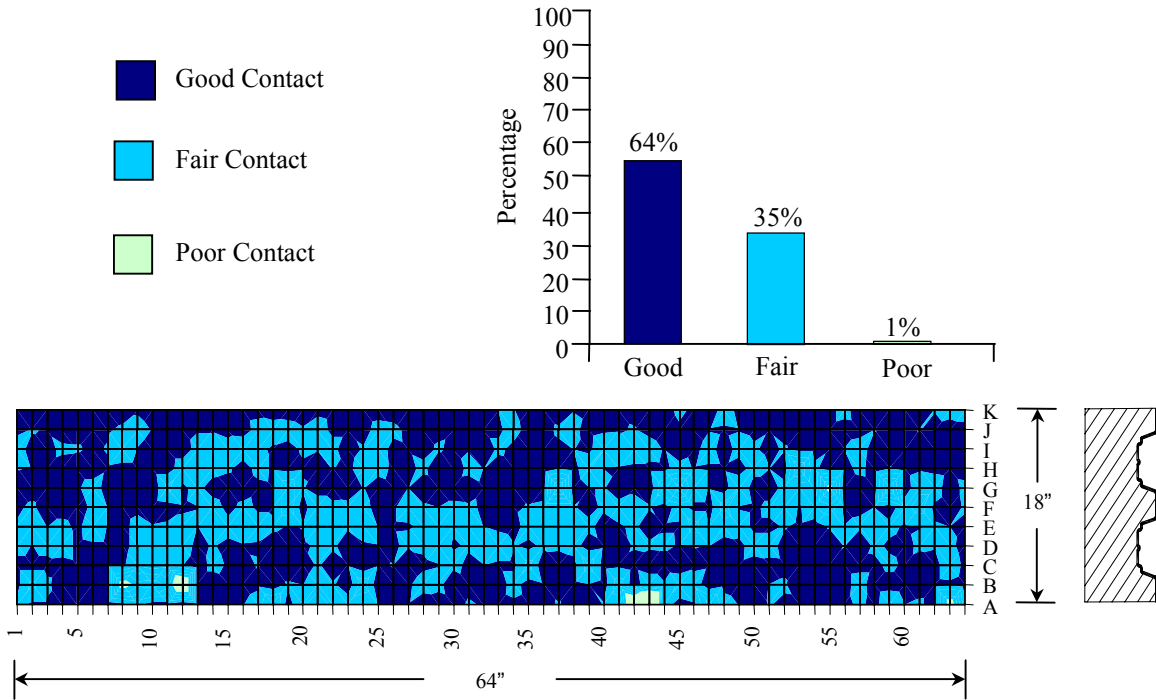 Good Contact
Fair Contact
Poor Contact
Percentage
100
90
80
70
60
50
40
30
20
10
0
64%
35%
1%
Good Fair Poor
K
J
I
H
G
F
E
D
C
B
A
18”
1 5 10 15 20 25 30 35 40 45 50 55 60
64”